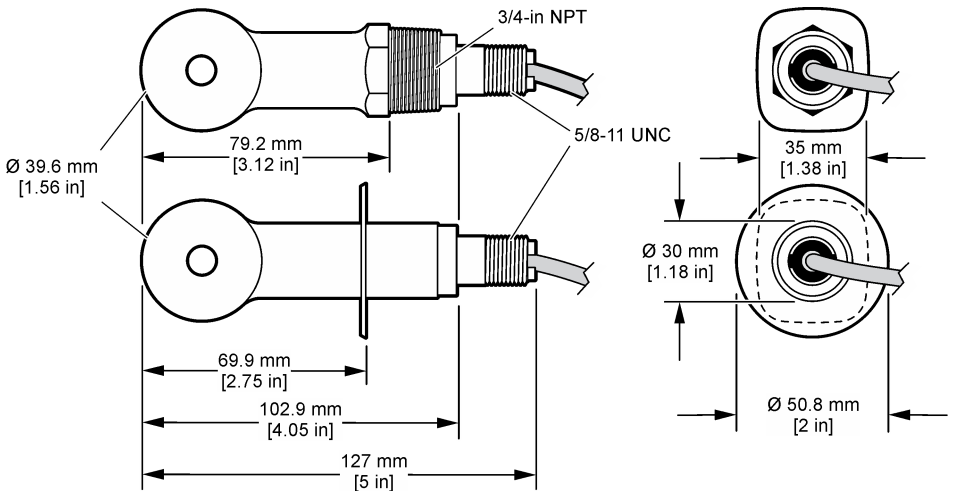 3/4-in NPT
5/8-11 UNC
79.2 mm
[3.12 in]
Ø 39.6 mm
[1.56 in]
35 mm
[1.38 in]
Ø 30 mm
[1.18 in]
69.9 mm
[2.75 in]
102.9 mm
[4.05 in]
Ø 50.8 mm
[2 in]
127 mm
[5 in]